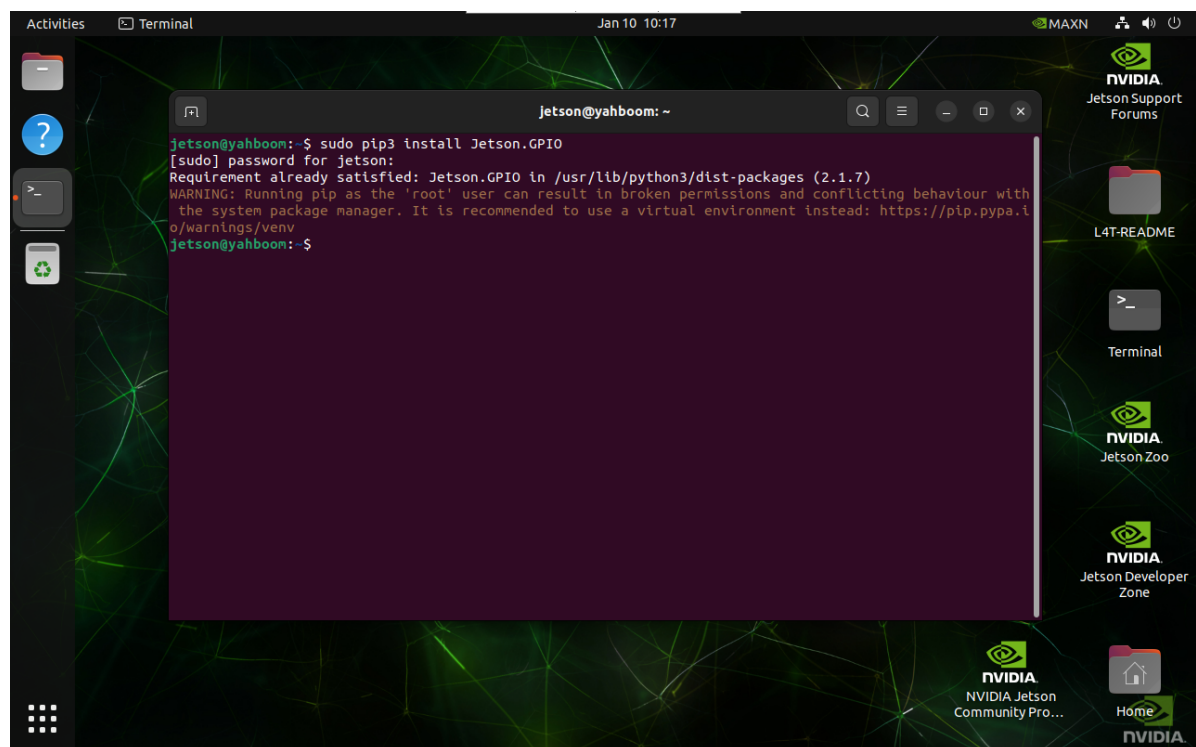 Activities
Terminal
Jan 10 10:17
MAXN
jetson@yahboom: ~
jetson@yahboom:~$ sudo pip3 install Jetson.GPIO
[sudo] password for jetson:
Requirement already satisfied: Jetson.GPIO in /usr/lib/python3/dist-packages (2.1.7)
WARNING: Running pip as the 'root' user can result in broken permissions and conflicting behaviour with
the system package manager. It is recommended to use a virtual environment instead: https://pip.pypa.i
o/warnings/venv
jetson@yahboom:~$
NVIDIA.
Jetson Support
Forums
L4T-README
>_
Terminal
NVIDIA.
Jetson Zoo
NVIDIA.
Jetson Developer
Zone
NVIDIA.
NVIDIA Jetson
Community Pro...
Home
NVIDIA.